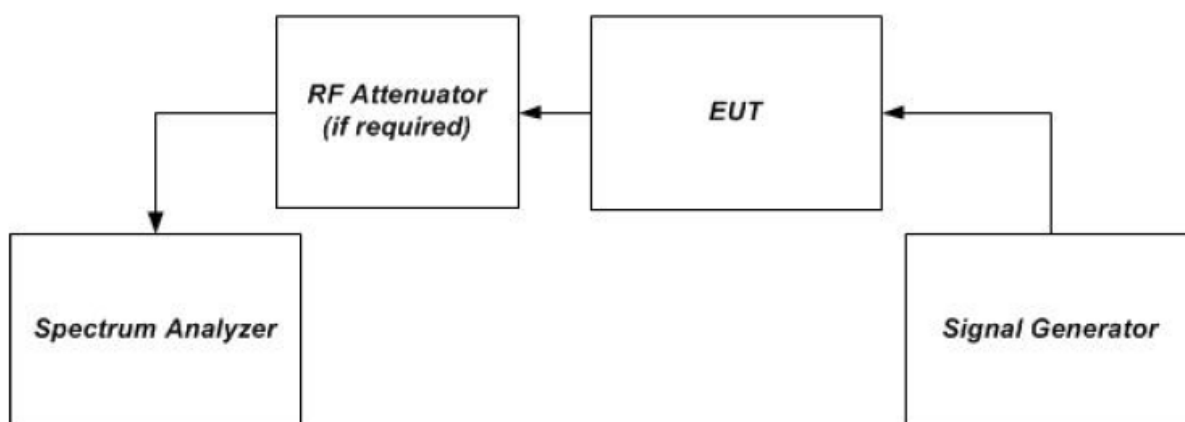 RF Attenuator
(if required)
EUT
Spectrum Analyzer
Signal Generator